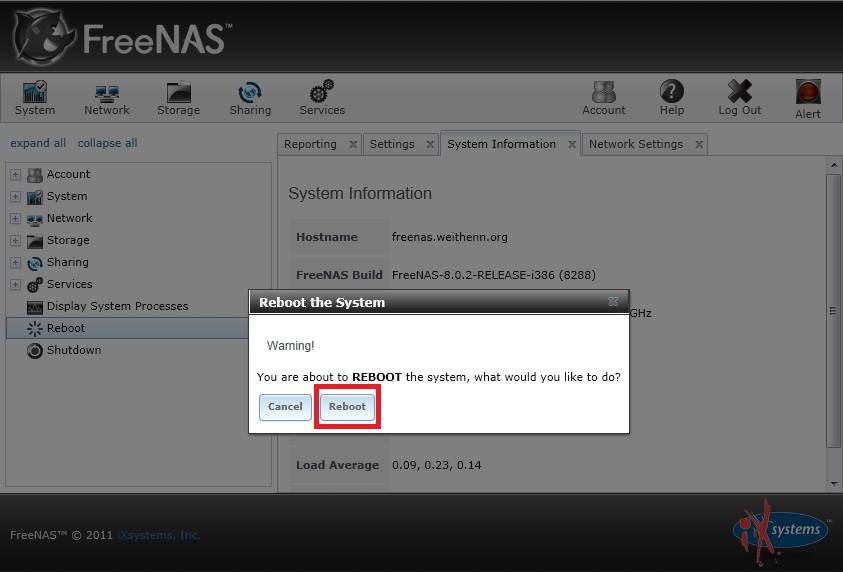 FreeNAS™
System
Network
Storage
Sharing
Services
Account
Help
Log Out
Alert
expand all collapse all
Account
System
Network
Storage
Sharing
Services
Display System Processes
Reboot
Shutdown
Reporting
Settings
System Information
Network Settings
System Information
Hostname freenas.weithenn.org
FreeNAS Build FreeNAS-8.0.2-RELEASE-i386 (8288)
GHz
Reboot the System
Warning!
You are about to REBOOT the system, what would you like to do?
Cancel Reboot
Load Average 0.09, 0.23, 0.14
FreeNAS™ © 2011 iXsystems, Inc.
iXsystems™